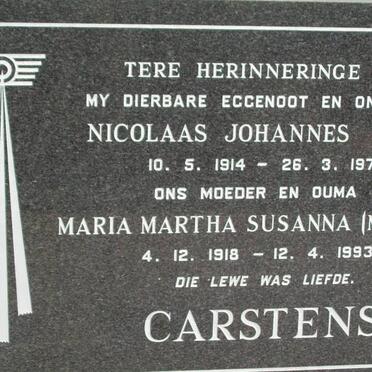 TERE HERINNERINGE
MY DIERBARE EGGENOOT EN
NICOLAAS JOHANNES
10. 5. 1914 – 26. 3. 197
ONS MOEDER EN OUMA
MARIA MARTHA SUSANNA (
4. 12. 1918 – 12. 4. 1993
DIE LEWE WAS LIEFDE.
CARSTENS